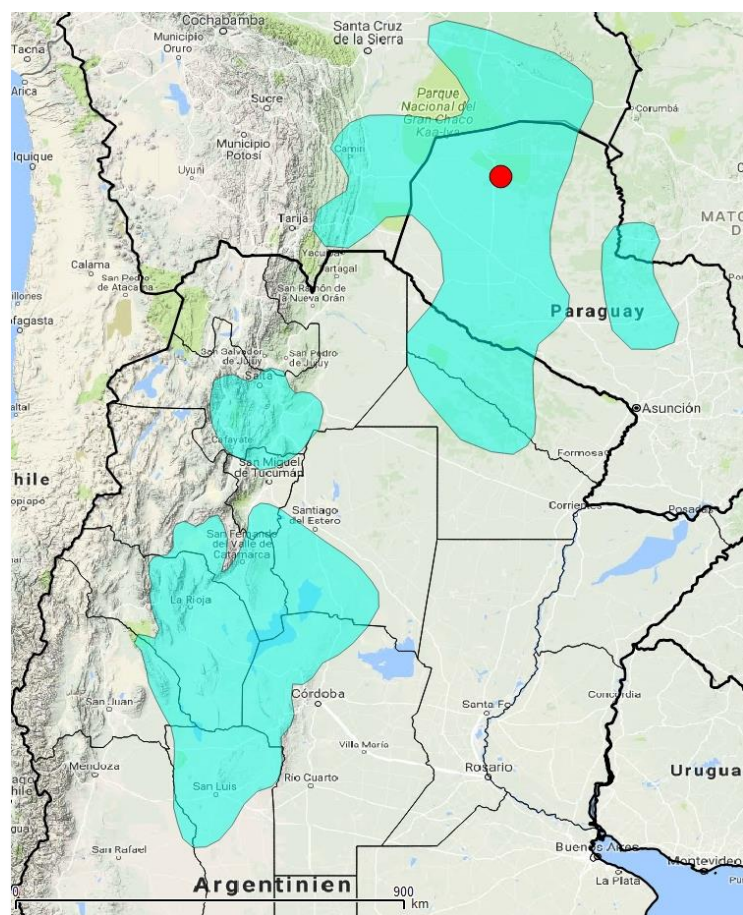 Cochabamba
Tacna
Arica
Municipio
Oruro
Santa Cruz
de la Sierra
Sucre
Parque
Nacional del
Gran Chaco
Kaa-Iya
Corumbá
Iquique
Municipio
Potosí
Camiri
Uyuni
Tarija
MATO
D
Yacuiba
Tartagal
Calama
San Pedro
de Atacama
San Ramón de
la Nueva Orán
Paraguay
San Salvador
de Jujuy
San Pedro
de Jujuy
Salta
Asunción
Cafayate
San Miguel
de Tucumán
Formosa
hile
Corrientes
Posadas
Santiago
del Estero
San Fernando
del Valle de
Catamarca
La Rioja
San Juan
Córdoba
Santa Fe
Concordia
Villa María
Mendoza
Rosario
San Luis
Río Cuarto
Urugua
San Rafael
Buenos Aires
Montevideo
La Plata
Argentinien
0
900
km